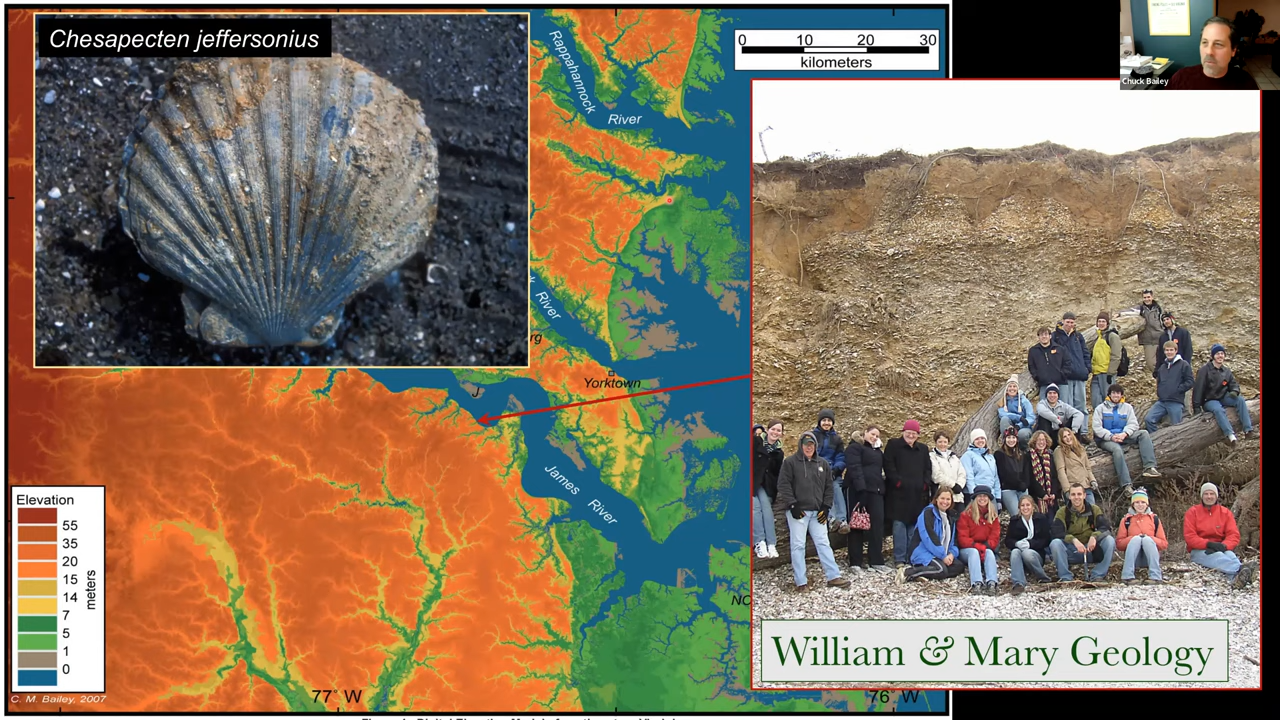 Chesapecten jeffersonius
Rappahannock
River
0 10 20 30
kilometers
Chuck Bailey
River
rg
Yorktown
J
James River
Elevation
55
35
20
15
14
7
5
1
0
meters
C. M. Bailey, 2007
77° W
76° W
William & Mary Geology